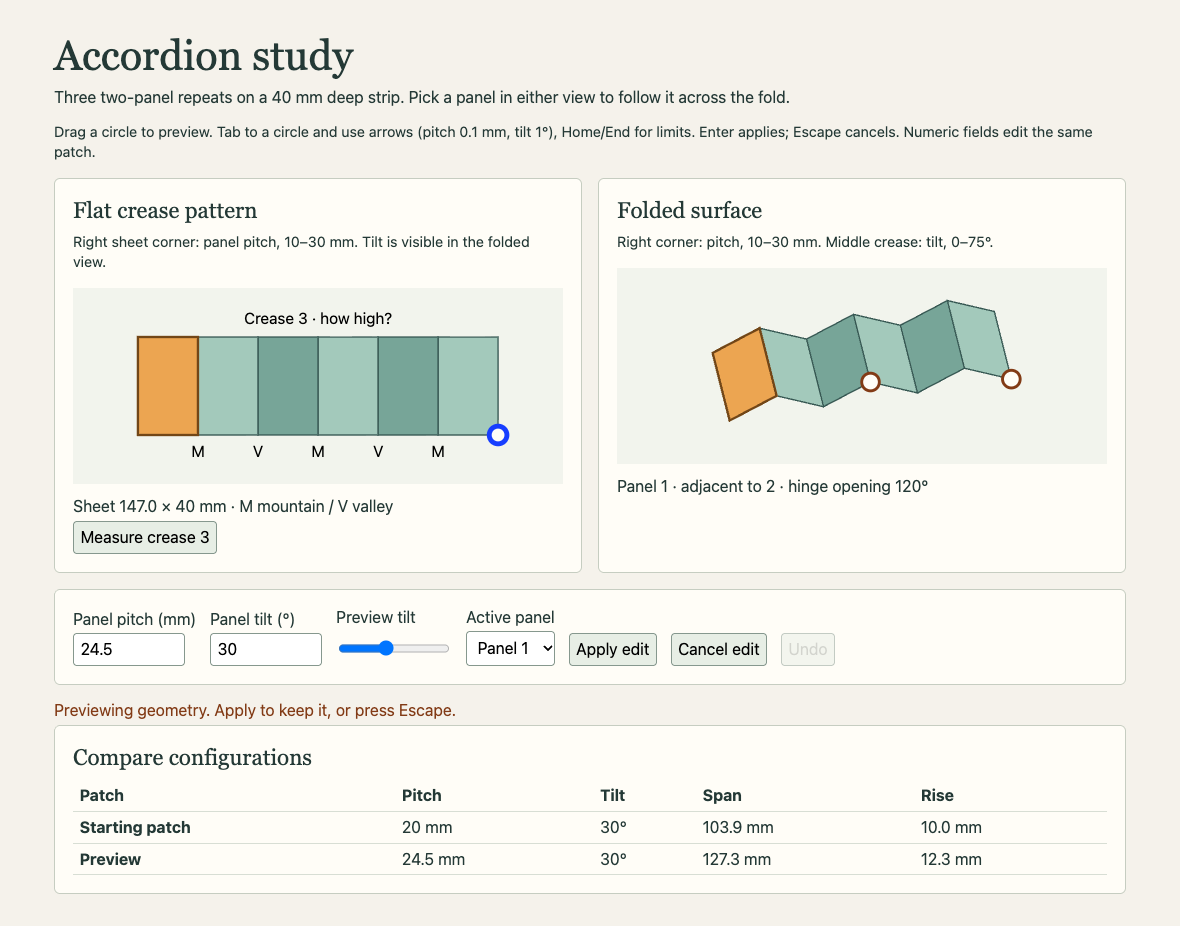 Accordion study
Three two-panel repeats on a 40 mm deep strip. Pick a panel in either view to follow it across the fold.
Drag a circle to preview. Tab to a circle and use arrows (pitch 0.1 mm, tilt 1°), Home/End for limits. Enter applies; Escape cancels. Numeric fields edit the same
patch.
Flat crease pattern
Right sheet corner: panel pitch, 10–30 mm. Tilt is visible in the folded
view.
Crease 3 · how high?
M V M V M
Sheet 147.0 × 40 mm · M mountain / V valley
Measure crease 3
Folded surface
Right corner: pitch, 10–30 mm. Middle crease: tilt, 0–75°.
Panel 1 · adjacent to 2 · hinge opening 120°
Panel pitch (mm) Panel tilt (°) Preview tilt Active panel
24.5 30 Panel 1 Apply edit Cancel edit Undo
Previewing geometry. Apply to keep it, or press Escape.
Compare configurations
Patch Pitch Tilt Span Rise
Starting patch 20 mm 30° 103.9 mm 10.0 mm
Preview 24.5 mm 30° 127.3 mm 12.3 mm